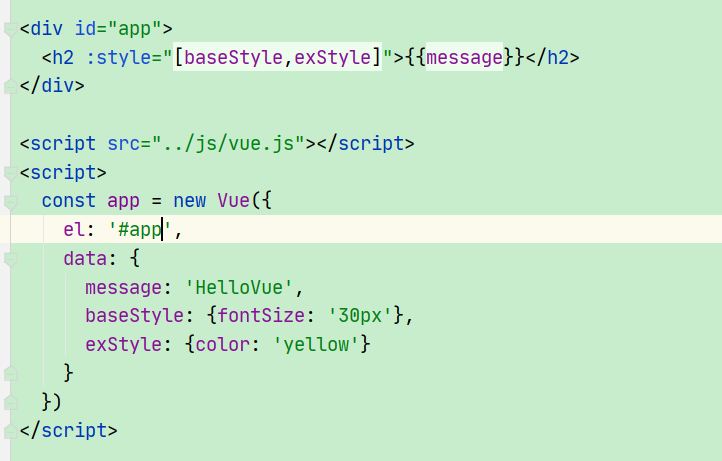 <div id="app">
  <h2 :style="[baseStyle,exStyle]">{{message}}</h2>
</div>
<script src="../js/vue.js"></script>
<script>
  const app = new Vue({
    el: '#app',
    data: {
      message: 'HelloVue',
      baseStyle: {fontSize: '30px'},
      exStyle: {color: 'yellow'}
    }
  })
</script>